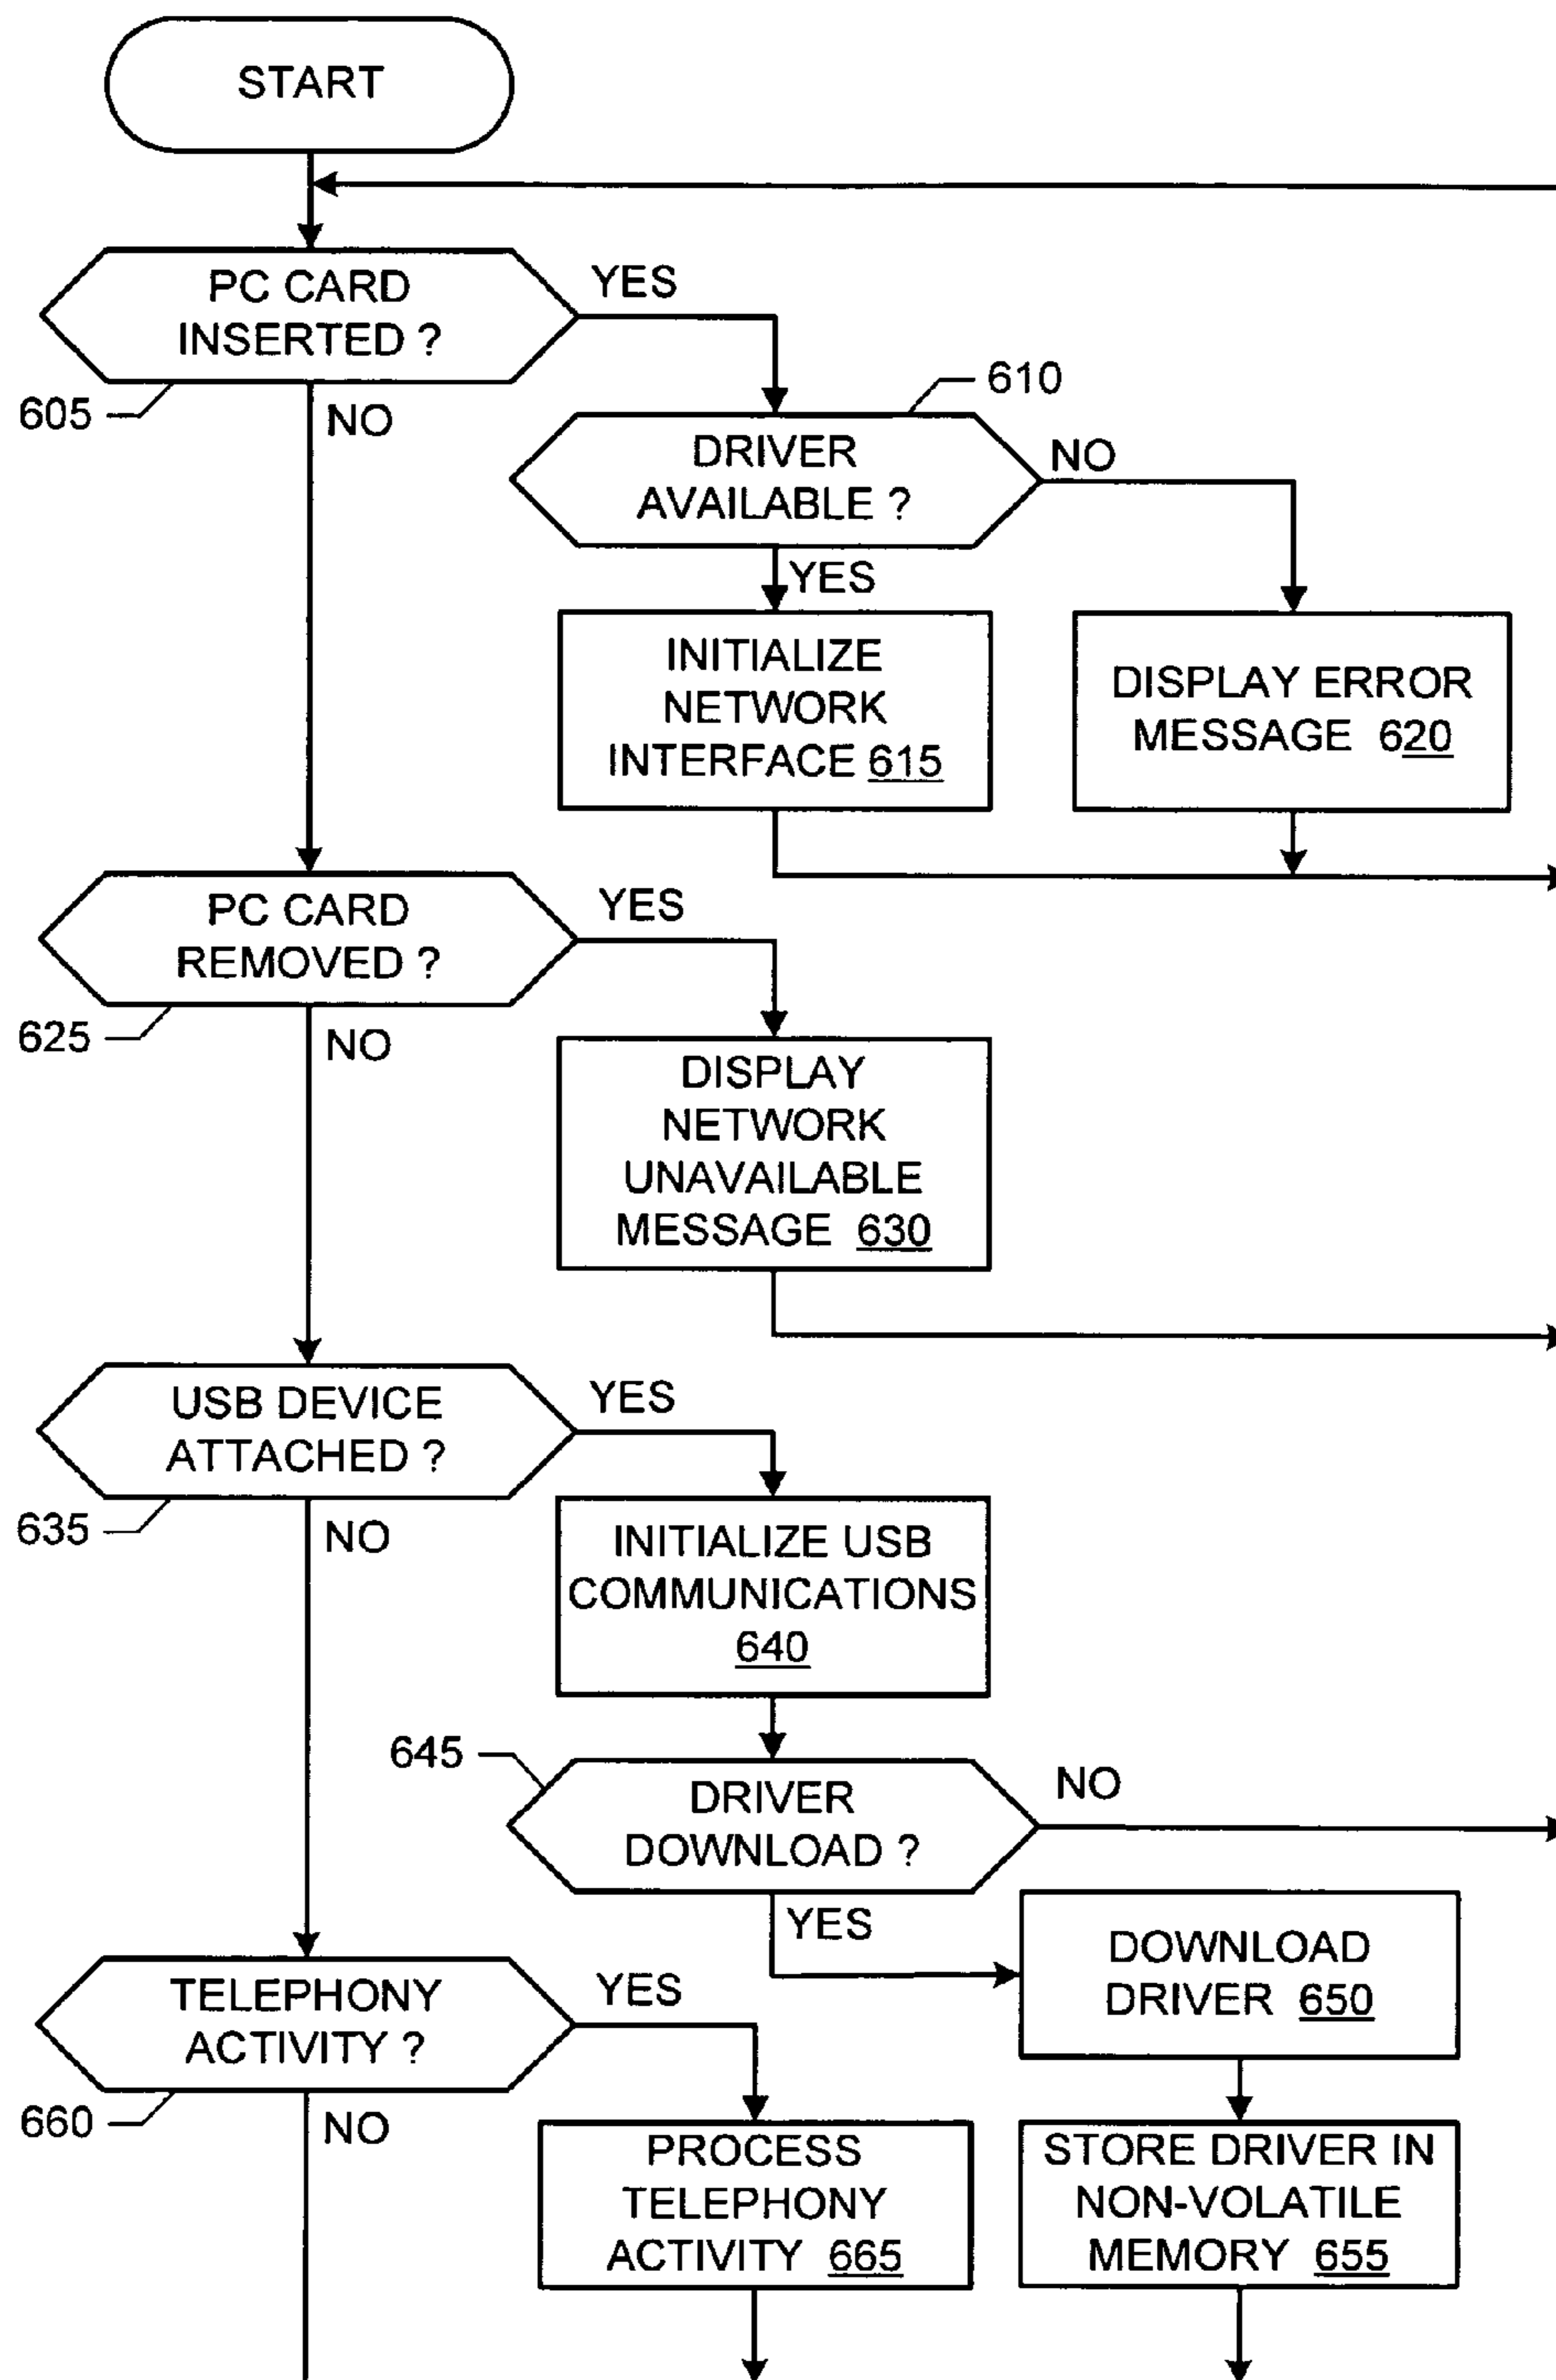 START
PC CARD
INSERTED ?
YES
605
NO
610
DRIVER
AVAILABLE ?
NO
YES
INITIALIZE
NETWORK
INTERFACE 615
DISPLAY ERROR
MESSAGE 620
PC CARD
REMOVED ?
YES
625
NO
DISPLAY
NETWORK
UNAVAILABLE
MESSAGE 630
USB DEVICE
ATTACHED ?
YES
635
NO
INITIALIZE USB
COMMUNICATIONS
640
645
DRIVER
DOWNLOAD ?
NO
YES
DOWNLOAD
DRIVER 650
TELEPHONY
ACTIVITY ?
YES
660
NO
PROCESS
TELEPHONY
ACTIVITY 665
STORE DRIVER IN
NON-VOLATILE
MEMORY 655